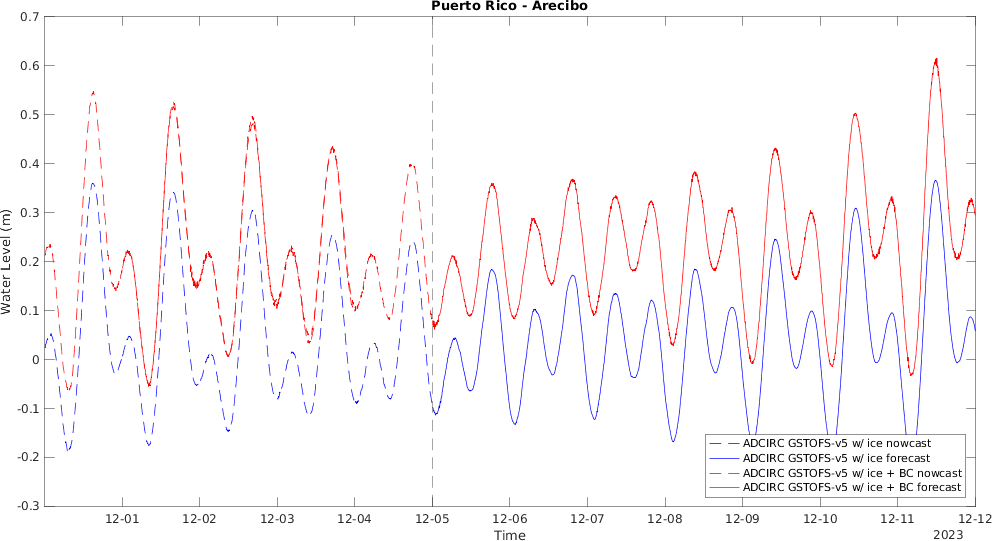 Puerto Rico - Arecibo
0.7
0.6
0.5
0.4
0.3
0.2
0.1
0
-0.1
-0.2
-0.3
Water Level (m)
ADCIRC GSTOFS-v5 w/ ice nowcast
ADCIRC GSTOFS-v5 w/ ice forecast
ADCIRC GSTOFS-v5 w/ ice + BC nowcast
ADCIRC GSTOFS-v5 w/ ice + BC forecast
12-01 12-02 12-03 12-04 12-05 12-06 12-07 12-08 12-09 12-10 12-11 12-12
Time
2023